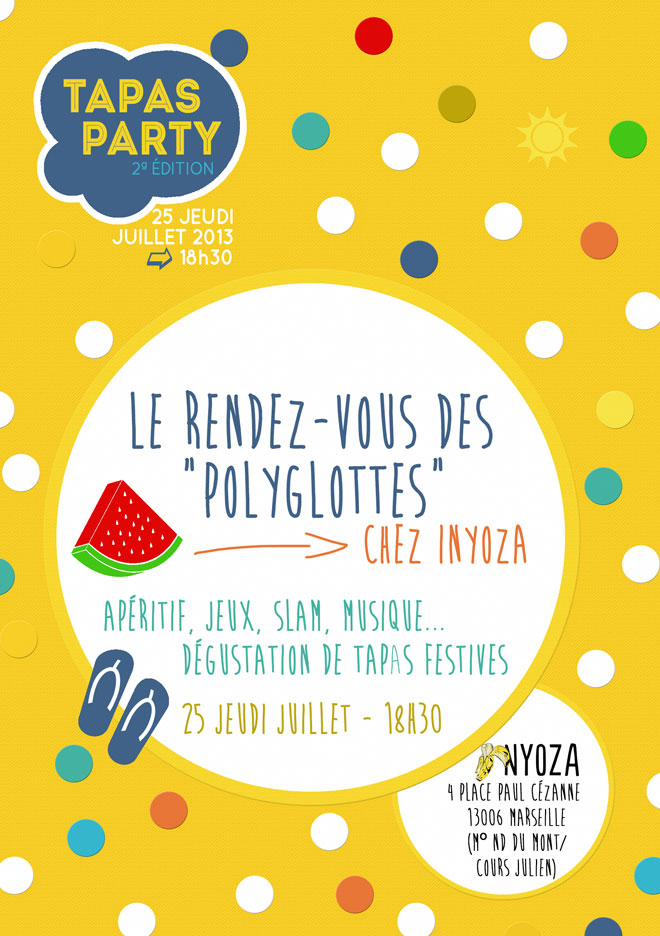 TAPAS
PARTY
2º ÉDITION
25 JEUDI
JUILLET 2013
18h30
LE RENDEZ-VOUS DES
"POLYGLOTTES"
CHEZ INYOZA
APÉRITIF, JEUX, SLAM, MUSIQUE...
DÉGUSTATION DE TAPAS FESTIVES
25 JEUDI JUILLET - 18H30
NYOZA
4 PLACE PAUL CÉZANNE
13006 MARSEILLE
(Mº ND DU MONT/
COURS JULIEN)